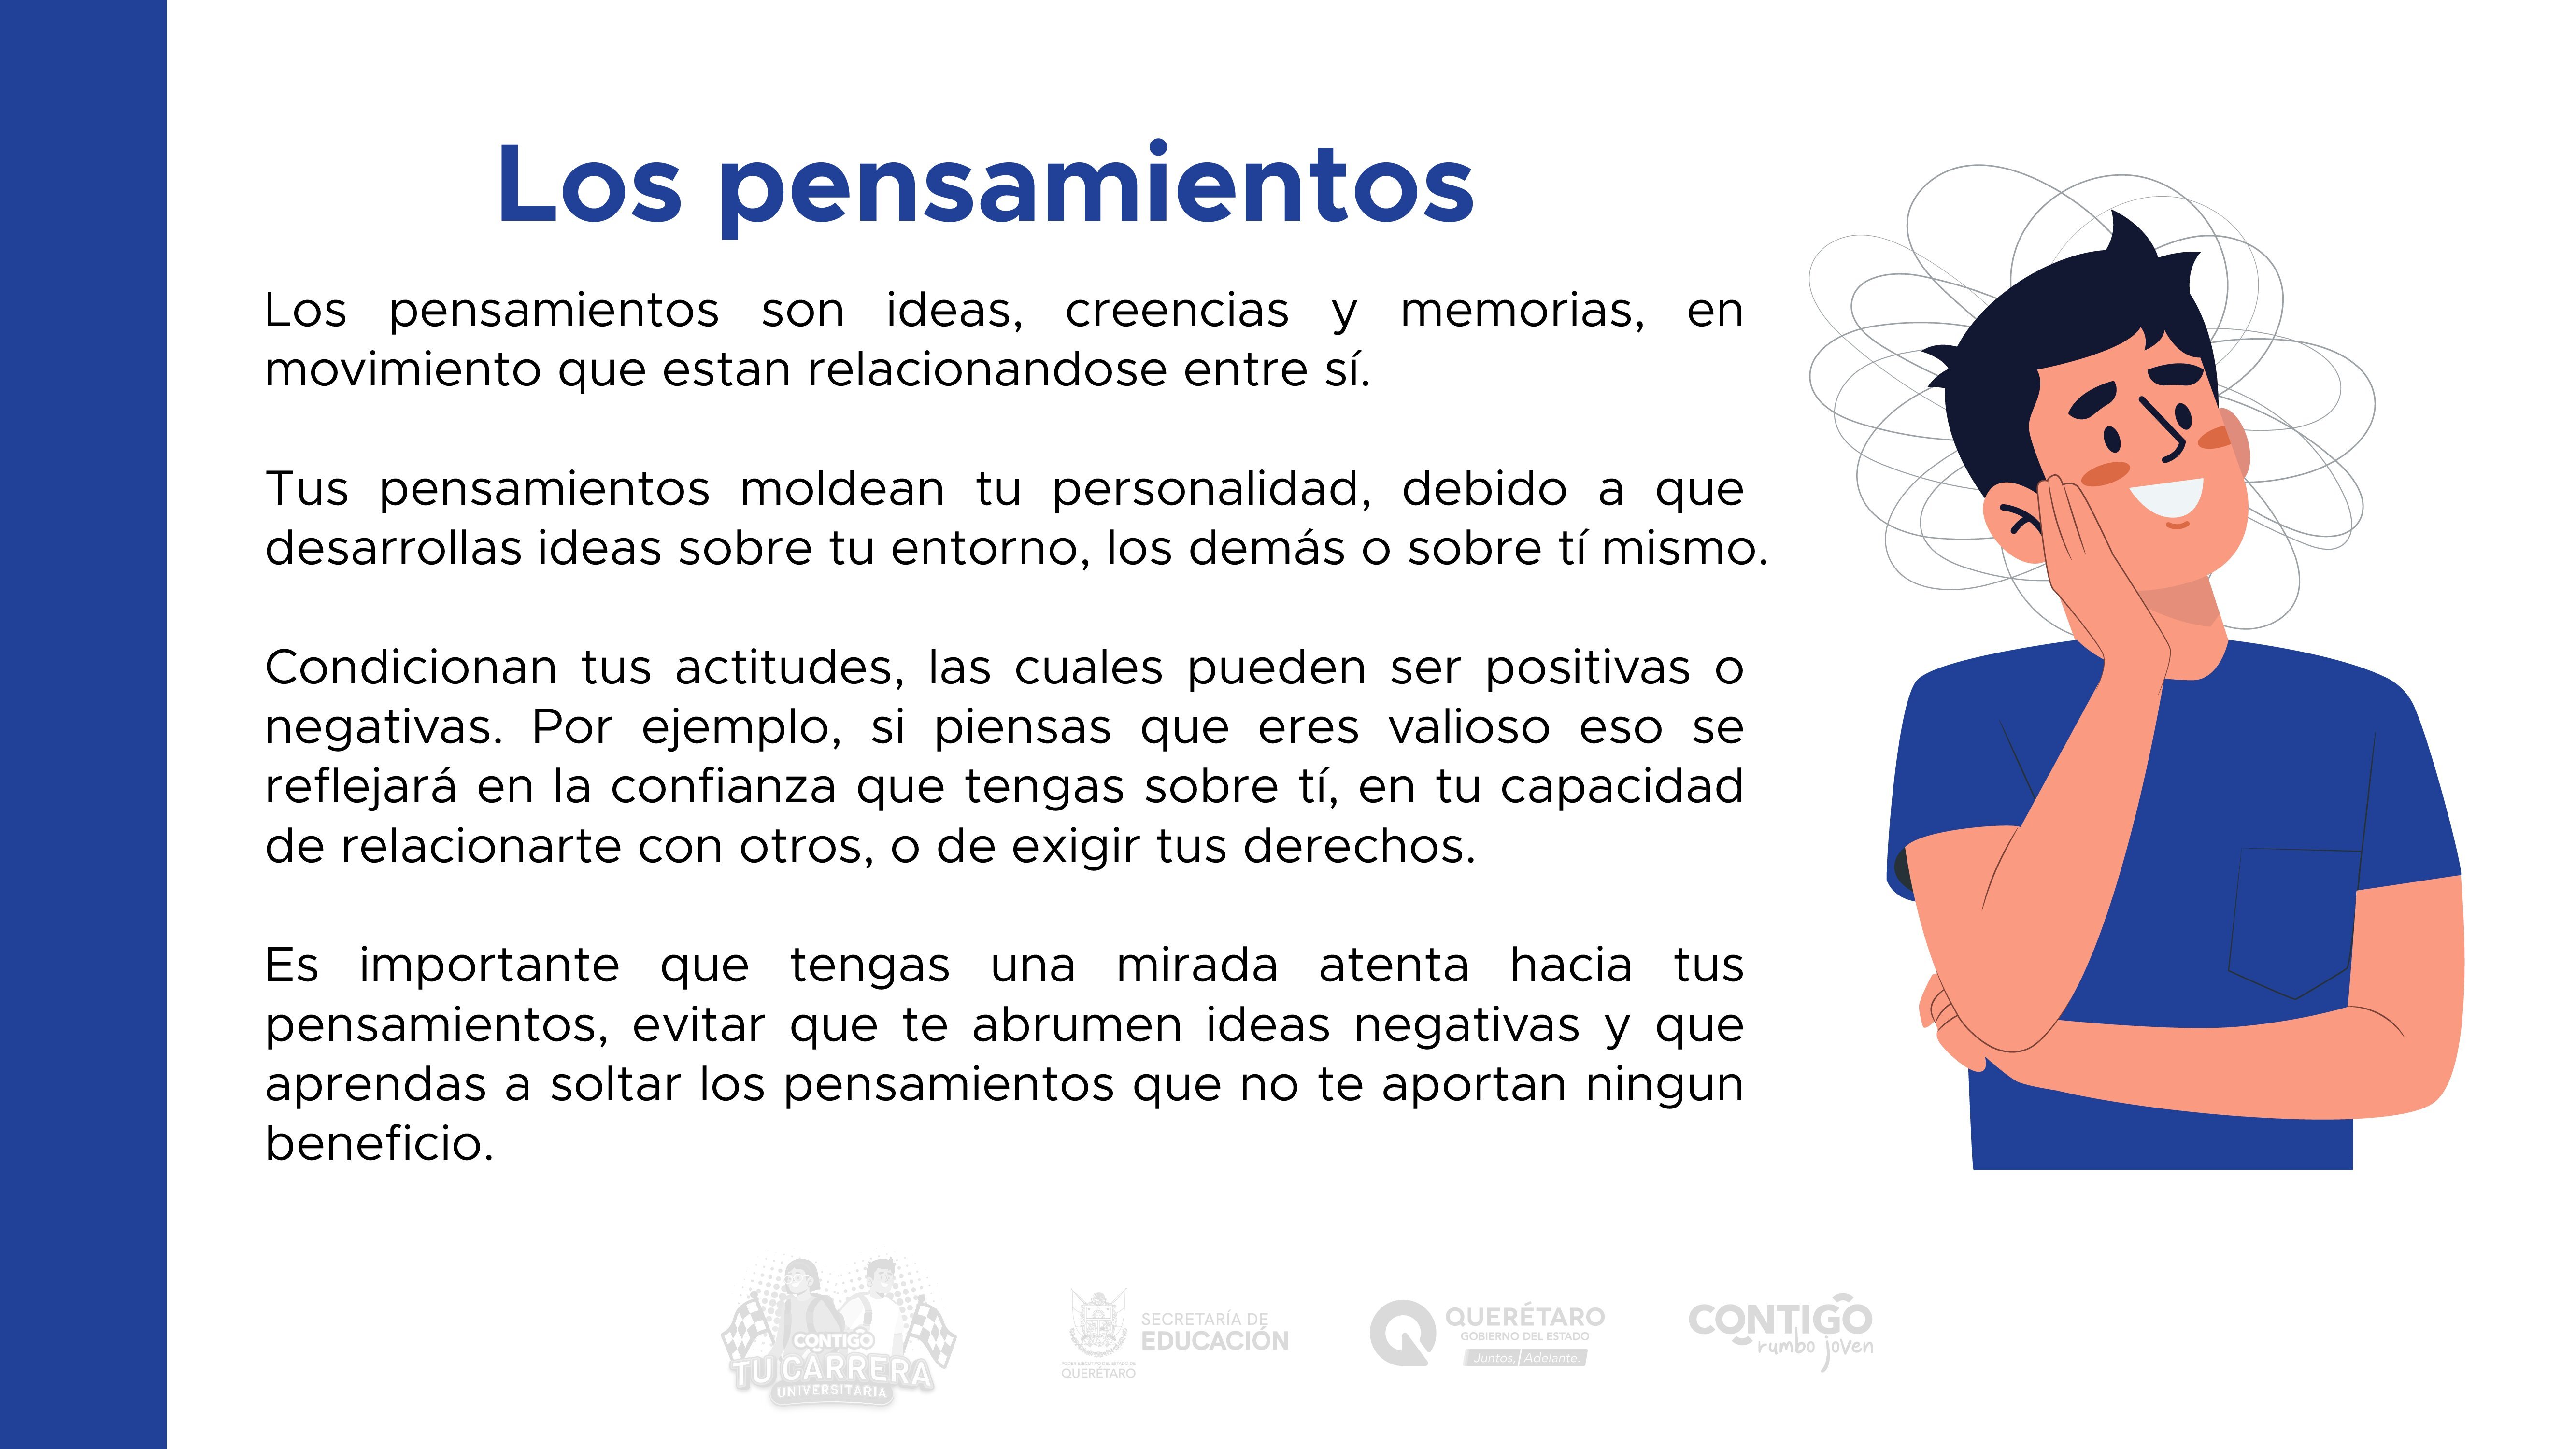 Los pensamientos
Los pensamientos son ideas, creencias y memorias, en
movimiento que estan relacionandose entre sí.
Tus pensamientos moldean tu personalidad, debido a que
desarrollas ideas sobre tu entorno, los demás o sobre tí mismo.
Condicionan tus actitudes, las cuales pueden ser positivas o
negativas. Por ejemplo, si piensas que eres valioso eso se
reflejará en la confianza que tengas sobre tí, en tu capacidad
de relacionarte con otros, o de exigir tus derechos.
Es importante que tengas una mirada atenta hacia tus
pensamientos, evitar que te abrumen ideas negativas y que
aprendas a soltar los pensamientos que no te aportan ningun
beneficio.
CONTIGO
TU CARRERA
UNIVERSITARIA
PODER EJECUTIVO DEL ESTADO DE
QUERÉTARO
SECRETARÍA DE
EDUCACIÓN
QUERÉTARO
GOBIERNO DEL ESTADO
Juntos, Adelante.
CONTIGO
rumbo joven